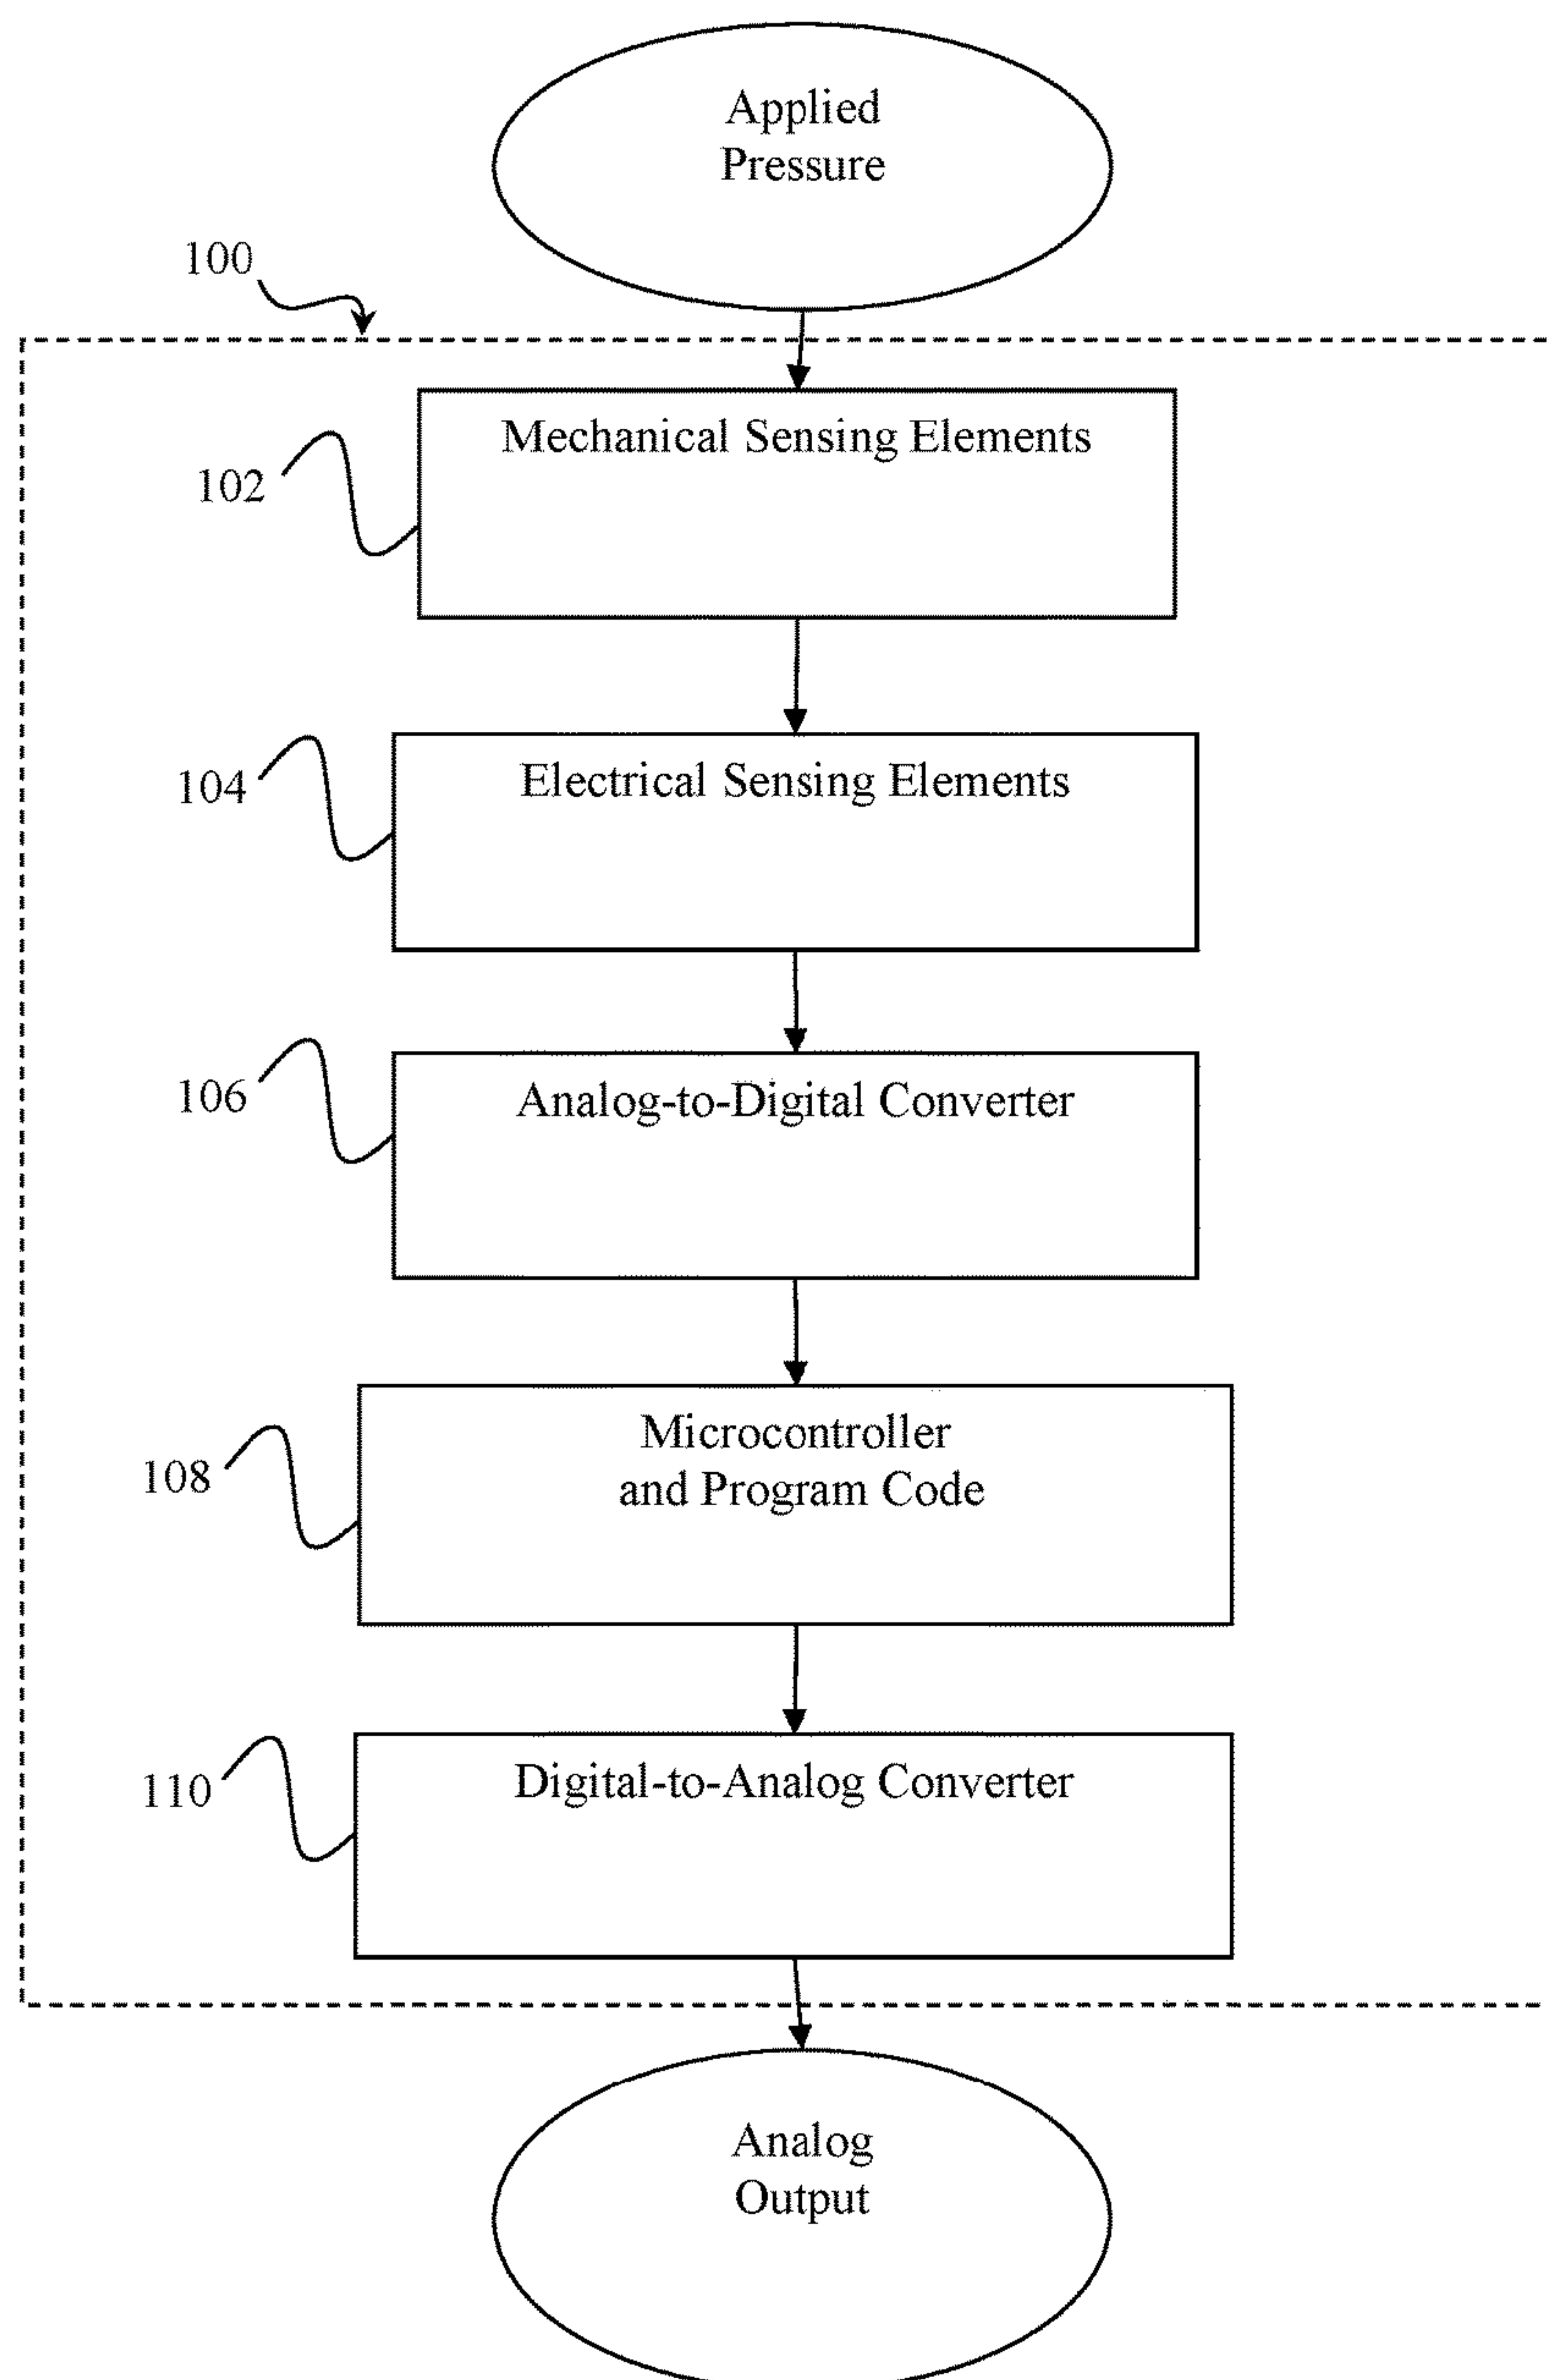 Applied
Pressure
100
Mechanical Sensing Elements
102
Electrical Sensing Elements
104
Analog-to-Digital Converter
106
Microcontroller
and Program Code
108
Digital-to-Analog Converter
110
Analog
Output